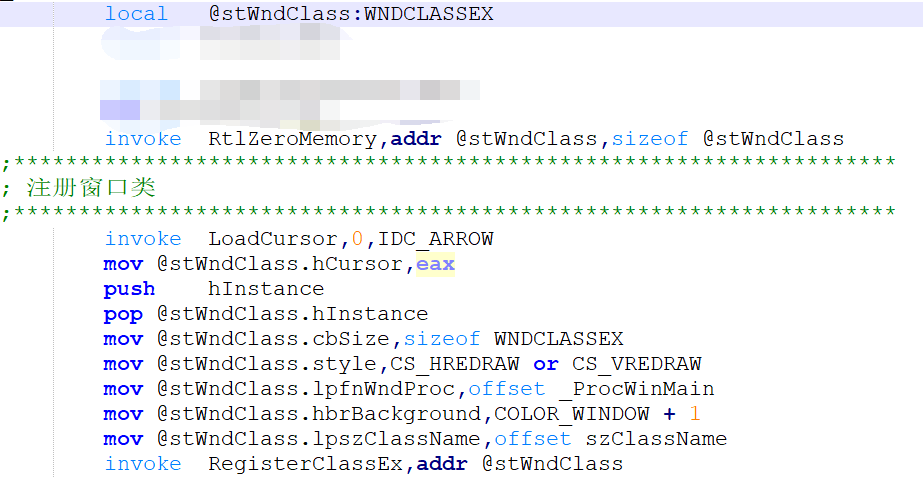 local @stWndClass:WNDCLASSEX
invoke RtlZeroMemory,addr @stWndClass,sizeof @stWndClass
;********************************************************************
; 注册窗口类
;********************************************************************
invoke LoadCursor,0,IDC_ARROW
mov @stWndClass.hCursor,eax
push hInstance
pop @stWndClass.hInstance
mov @stWndClass.cbSize,sizeof WNDCLASSEX
mov @stWndClass.style,CS_HREDRAW or CS_VREDRAW
mov @stWndClass.lpfnWndProc,offset _ProcWinMain
mov @stWndClass.hbrBackground,COLOR_WINDOW + 1
mov @stWndClass.lpszClassName,offset szClassName
invoke RegisterClassEx,addr @stWndClass